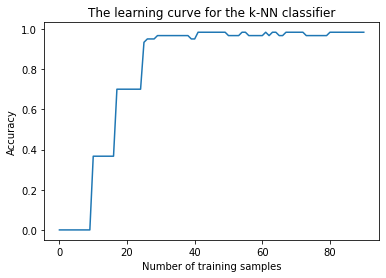 The learning curve for the k-NN classifier
1.0
0.8
0.6
0.4
0.2
0.0
Accuracy
0 20 40 60 80
Number of training samples